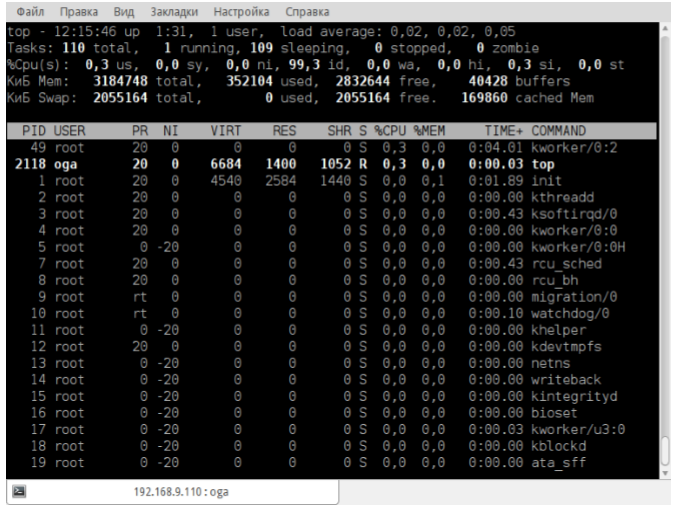 Файл Правка Вид Закладки Настройка Справка
top - 12:15:46 up  1:31,  1 user,  load average: 0,02, 0,02, 0,05
Tasks: 110 total,   1 running, 109 sleeping,   0 stopped,   0 zombie
%Cpu(s):  0,3 us,  0,0 sy,  0,0 ni, 99,3 id,  0,0 wa,  0,0 hi,  0,3 si,  0,0 st
КиБ Mem:   3184748 total,   352104 used,  2832644 free,    40428 buffers
КиБ Swap:  2055164 total,        0 used,  2055164 free.   169860 cached Mem
PID USER PR NI VIRT RES SHR S %CPU %MEM TIME+ COMMAND
49 root 20 0 0 0 0 S 0,3 0,0 0:04.01 kworker/0:2
2118 oga 20 0 6684 1400 1052 R 0,3 0,0 0:00.03 top
1 root 20 0 4540 2584 1440 S 0,0 0,1 0:01.89 init
2 root 20 0 0 0 0 S 0,0 0,0 0:00.00 kthreadd
3 root 20 0 0 0 0 S 0,0 0,0 0:00.43 ksoftirqd/0
4 root 20 0 0 0 0 S 0,0 0,0 0:00.00 kworker/0:0
5 root 0 -20 0 0 0 S 0,0 0,0 0:00.00 kworker/0:0H
7 root 20 0 0 0 0 S 0,0 0,0 0:00.43 rcu_sched
8 root 20 0 0 0 0 S 0,0 0,0 0:00.00 rcu_bh
9 root rt 0 0 0 0 S 0,0 0,0 0:00.00 migration/0
10 root rt 0 0 0 0 S 0,0 0,0 0:00.10 watchdog/0
11 root 0 -20 0 0 0 S 0,0 0,0 0:00.00 khelper
12 root 20 0 0 0 0 S 0,0 0,0 0:00.00 kdevtmpfs
13 root 0 -20 0 0 0 S 0,0 0,0 0:00.00 netns
14 root 0 -20 0 0 0 S 0,0 0,0 0:00.00 writeback
15 root 0 -20 0 0 0 S 0,0 0,0 0:00.00 kintegrityd
16 root 0 -20 0 0 0 S 0,0 0,0 0:00.00 bioset
17 root 0 -20 0 0 0 S 0,0 0,0 0:00.03 kworker/u3:0
18 root 0 -20 0 0 0 S 0,0 0,0 0:00.00 kblockd
19 root 0 -20 0 0 0 S 0,0 0,0 0:00.00 ata_sff
192.168.9.110 : oga